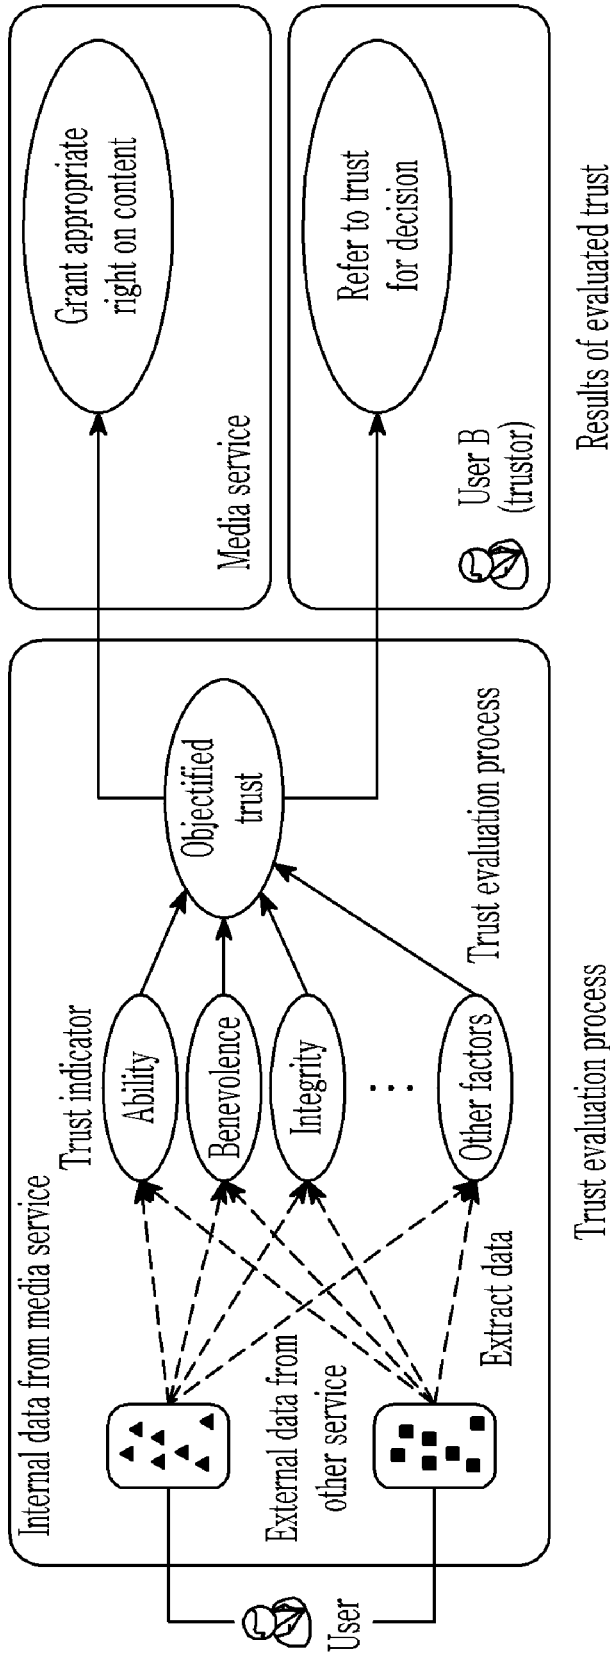 Internal data from media service
Trust indicator
Ability
Benevolence
Integrity
Other factors
External data from
other service
Extract data
User
Objectified
trust
Trust evaluation process
Trust evaluation process
Grant appropriate
right on content
Media service
Refer to trust
for decision
User B
(trustor)
Results of evaluated trust